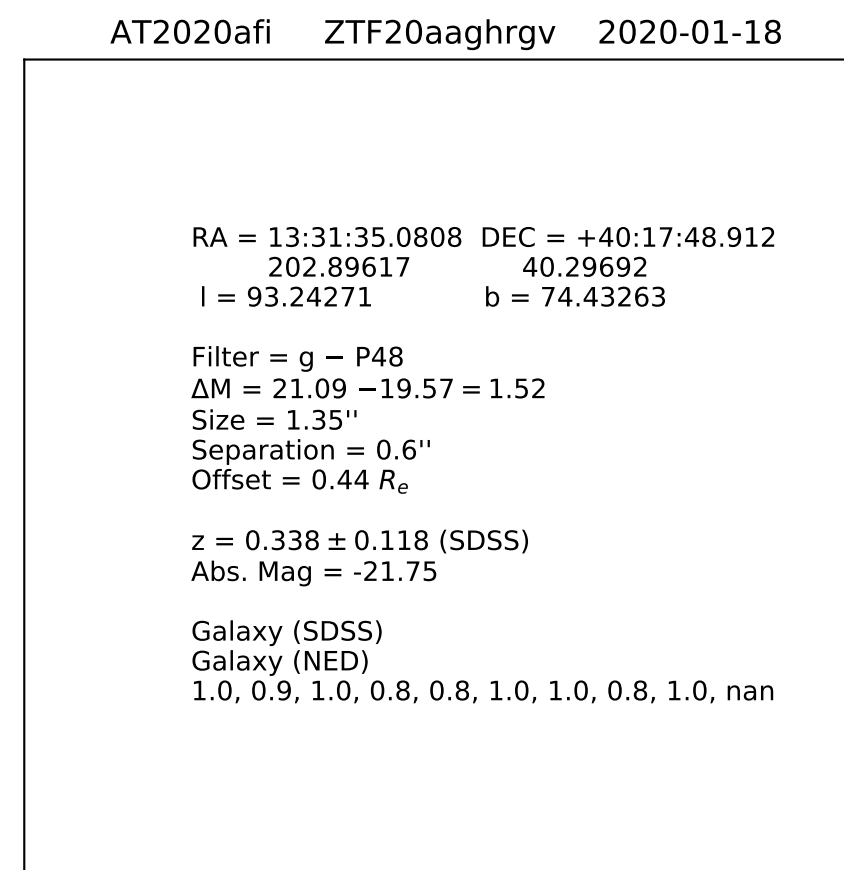 AT2020afi ZTF20aaghrgv 2020-01-18
RA = 13:31:35.0808 DEC = +40:17:48.912
202.89617 40.29692
l = 93.24271 b = 74.43263
Filter = g − P48
ΔM = 21.09 −19.57 = 1.52
Size = 1.35''
Separation = 0.6''
Offset = 0.44 Re
z = 0.338 ± 0.118 (SDSS)
Abs. Mag = -21.75
Galaxy (SDSS)
Galaxy (NED)
1.0, 0.9, 1.0, 0.8, 0.8, 1.0, 1.0, 0.8, 1.0, nan